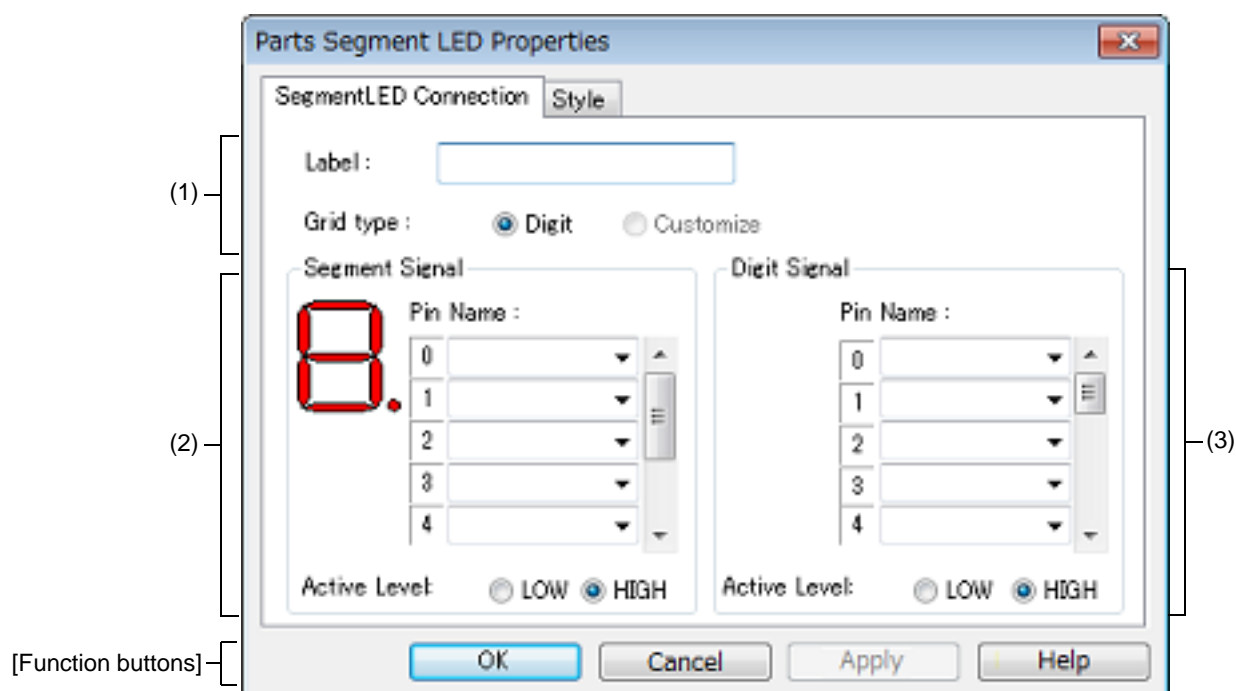 Parts Segment LED Properties
SegmentLED Connection Style
(1)
Label :
Grid type : Digit Customize
Segment Signal Digit Signal
Pin Name : Pin Name :
0 0
1 1
2 2
(2) (3)
3 3
4 4
Active Level: LOW HIGH Active Level: LOW HIGH
[Function buttons]
OK Cancel Apply Help